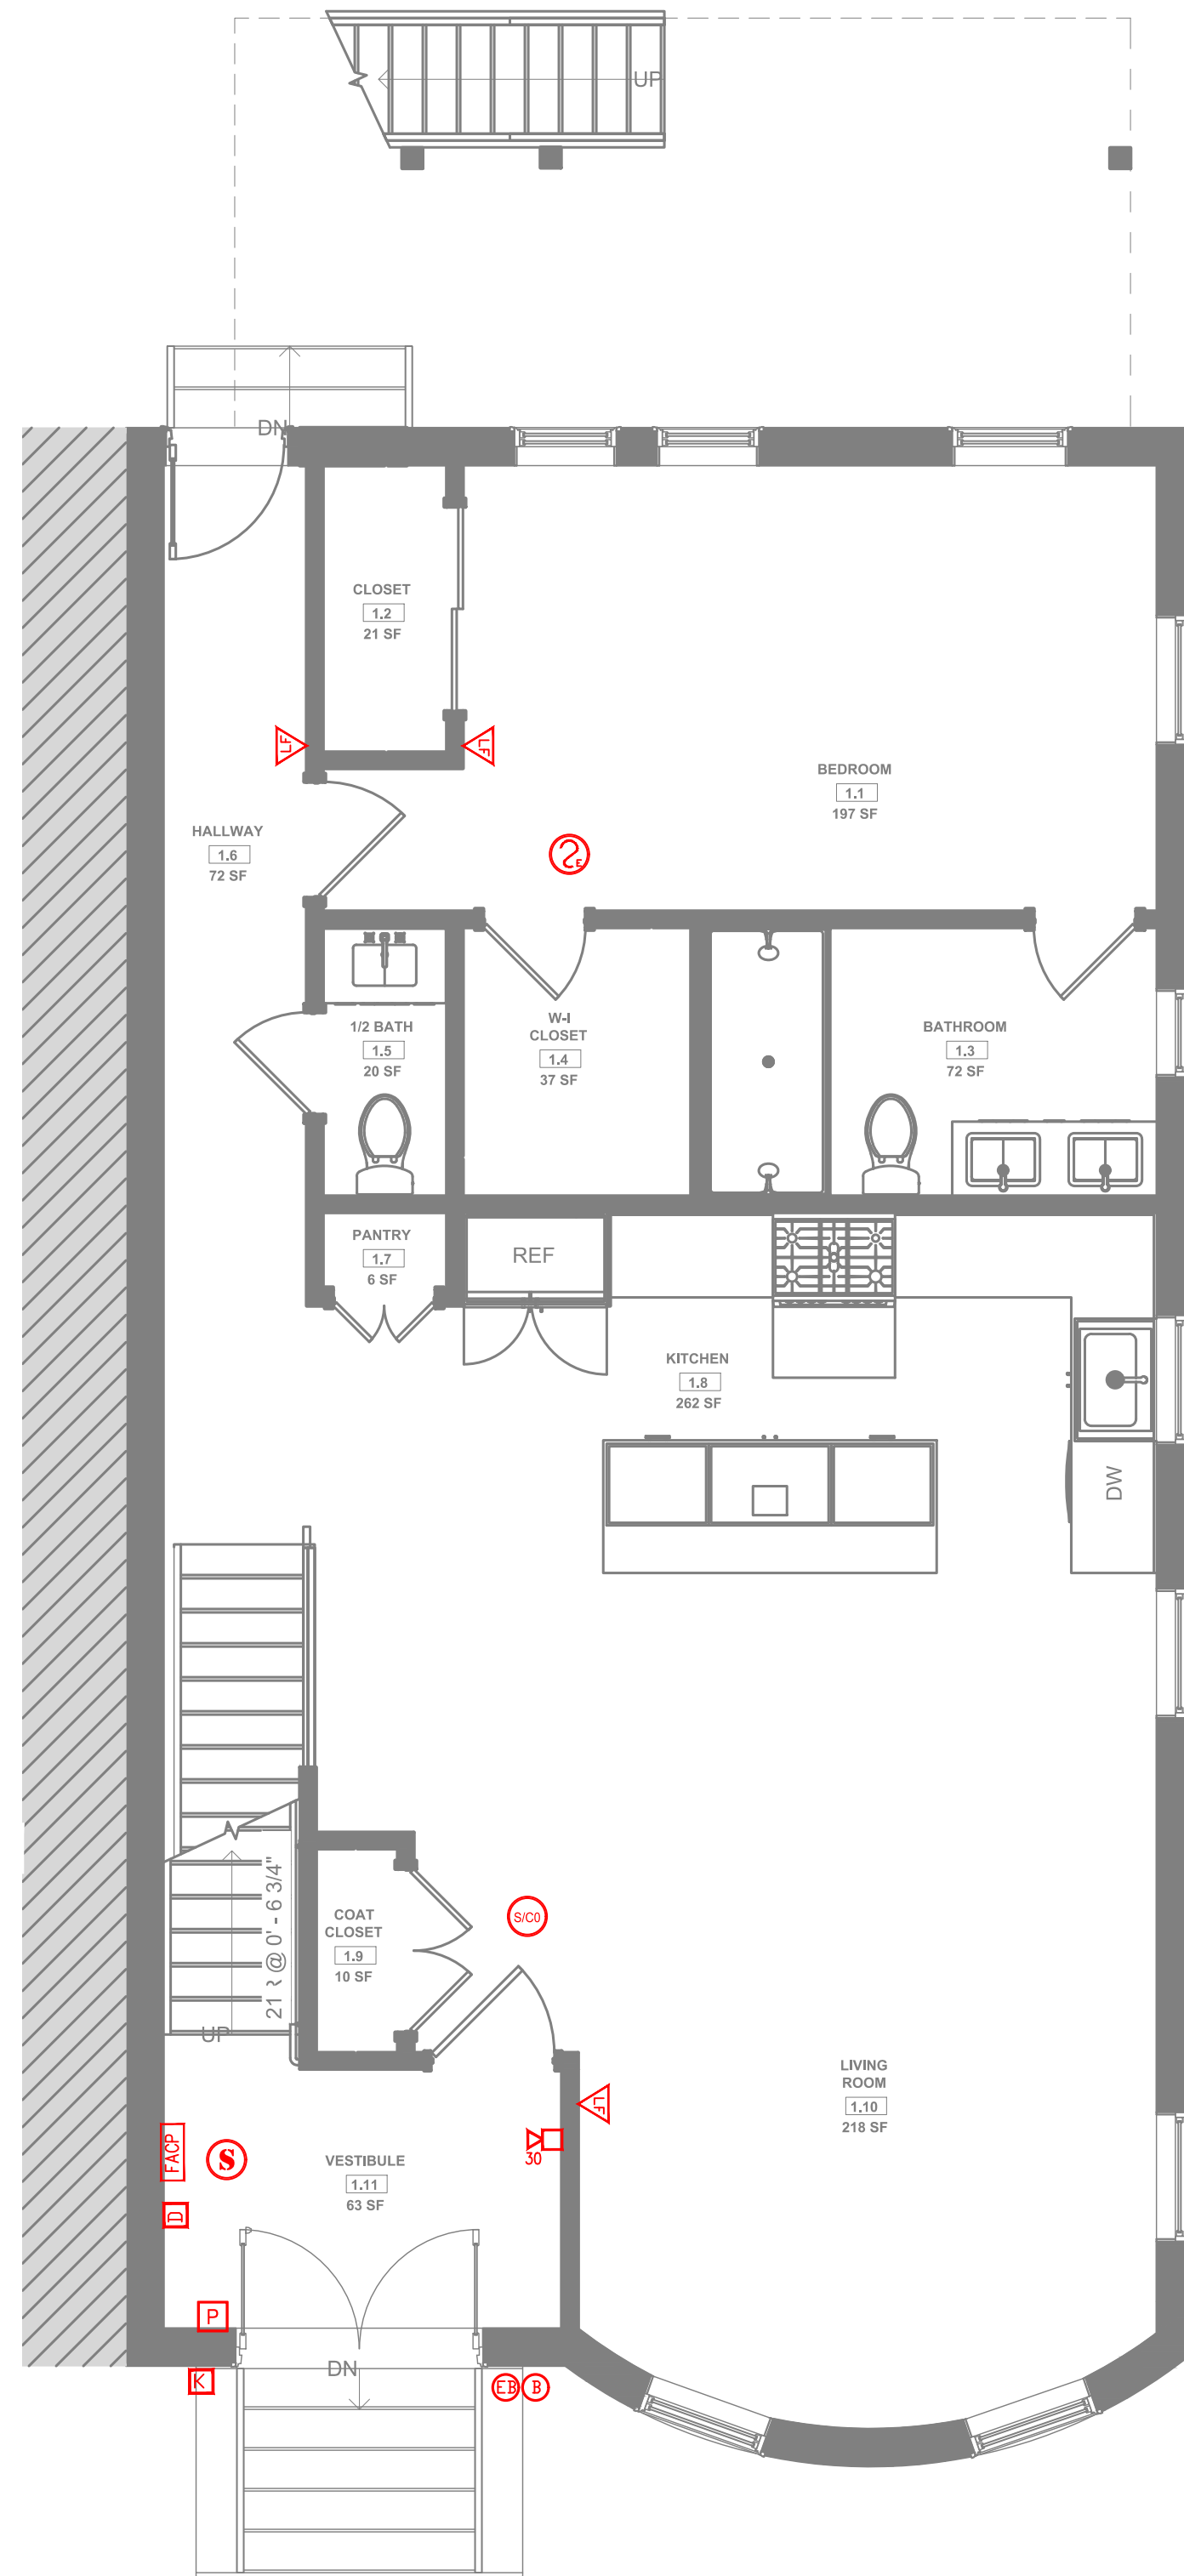 UP
DN
CLOSET
1.2
21 SF
LF
LF
BEDROOM
1.1
197 SF
HALLWAY
1.6
72 SF
2E
W-I
CLOSET
1.4
37 SF
1/2 BATH
1.5
20 SF
BATHROOM
1.3
72 SF
PANTRY
1.7
6 SF
REF
KITCHEN
1.8
262 SF
DW
21 R @ 0' - 6 3/4"
UP
COAT
CLOSET
1.9
10 SF
S/CO
LIVING
ROOM
1.10
218 SF
LF
FACP
S
30
VESTIBULE
1.11
63 SF
D
P
K
DN
EB
B